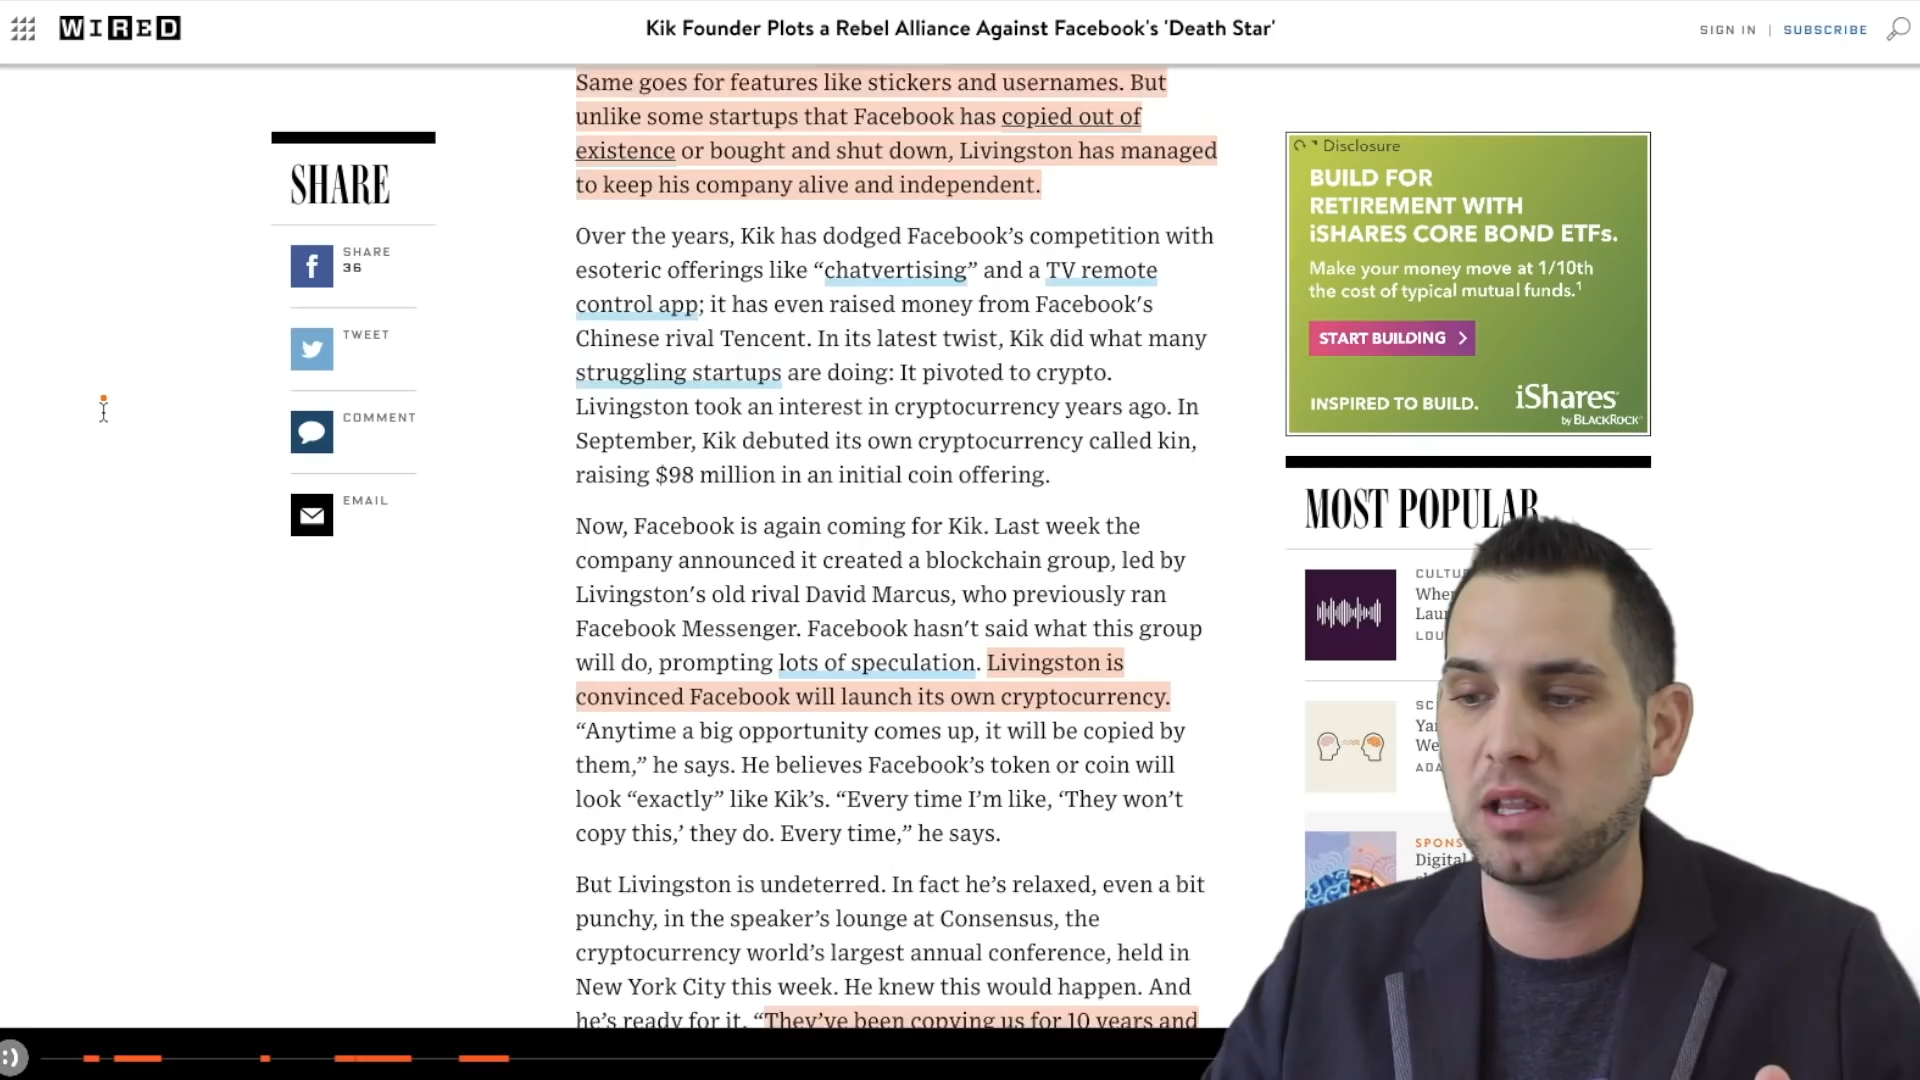 WIRED
Kik Founder Plots a Rebel Alliance Against Facebook's 'Death Star'
SIGN IN | SUBSCRIBE
SHARE
SHARE
36
TWEET
COMMENT
EMAIL
Same goes for features like stickers and usernames. But
unlike some startups that Facebook has copied out of
existence or bought and shut down, Livingston has managed
to keep his company alive and independent.
Over the years, Kik has dodged Facebook’s competition with
esoteric offerings like “chatvertising” and a TV remote
control app; it has even raised money from Facebook’s
Chinese rival Tencent. In its latest twist, Kik did what many
struggling startups are doing: It pivoted to crypto.
Livingston took an interest in cryptocurrency years ago. In
September, Kik debuted its own cryptocurrency called kin,
raising $98 million in an initial coin offering.
Now, Facebook is again coming for Kik. Last week the
company announced it created a blockchain group, led by
Livingston’s old rival David Marcus, who previously ran
Facebook Messenger. Facebook hasn’t said what this group
will do, prompting lots of speculation. Livingston is
convinced Facebook will launch its own cryptocurrency.
“Anytime a big opportunity comes up, it will be copied by
them,” he says. He believes Facebook’s token or coin will
look “exactly” like Kik’s. “Every time I’m like, ‘They won’t
copy this,’ they do. Every time,” he says.
But Livingston is undeterred. In fact he’s relaxed, even a bit
punchy, in the speaker’s lounge at Consensus, the
cryptocurrency world’s largest annual conference, held in
New York City this week. He knew this would happen. And
he’s ready for it. “They’ve been copying us for 10 years and
Disclosure
BUILD FOR
RETIREMENT WITH
iSHARES CORE BOND ETFs.
Make your money move at 1/10th
the cost of typical mutual funds.¹
START BUILDING
INSPIRED TO BUILD.
iShares
by BLACKROCK
MOST POPULAR
Digital